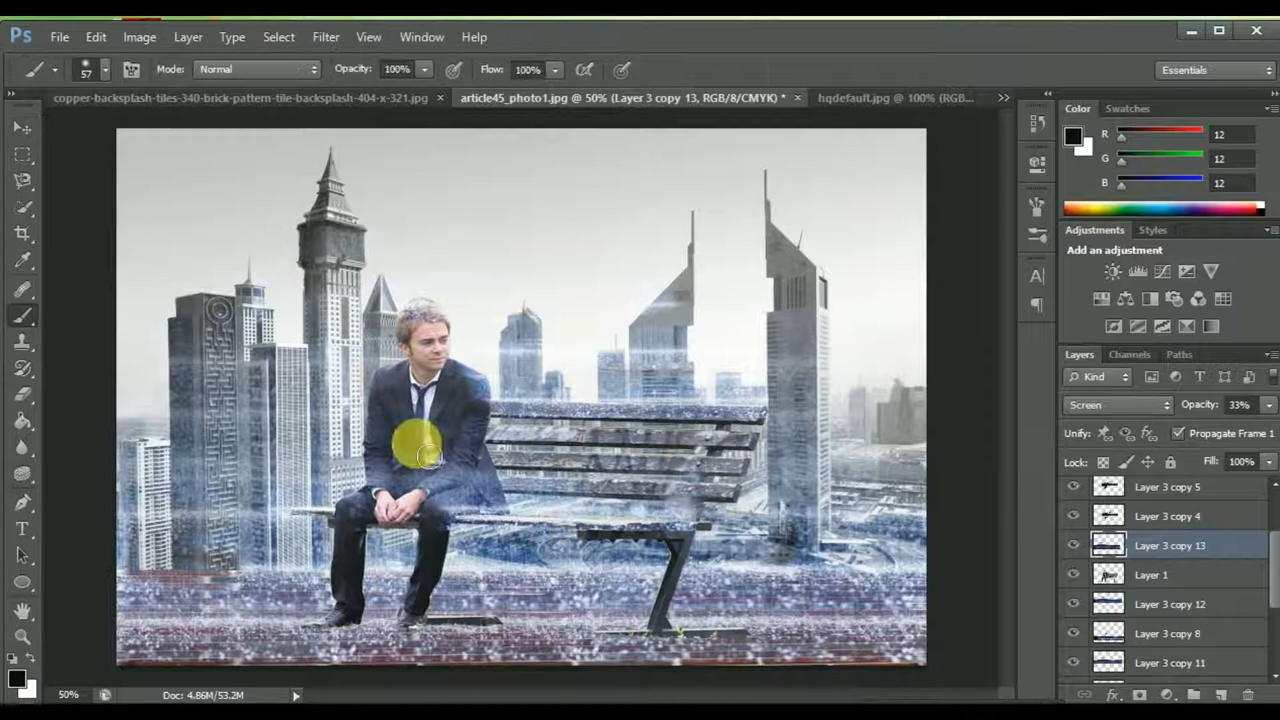 Ps File Edit Image Layer Type Select Filter View Window Help
57 Mode: Normal Opacity: 100% Flow: 100% Essentials
copper-backsplash-tiles-340-brick-pattern-tile-backsplash-404-x-321.jpg × article45_photo1.jpg @ 50% (Layer 3 copy 13, RGB/8/CMYK) * × hqdefault.jpg @ 100% (RGB...
Color Swatches
R 12
G 12
B 12
Adjustments Styles
Add an adjustment
Layers Channels Paths
Kind
Screen Opacity: 33%
Unify: Propagate Frame 1
Lock: Fill: 100%
Layer 3 copy 5
Layer 3 copy 4
Layer 3 copy 13
Layer 1
Layer 3 copy 12
Layer 3 copy 8
Layer 3 copy 11
50% Doc: 4.86M/53.2M